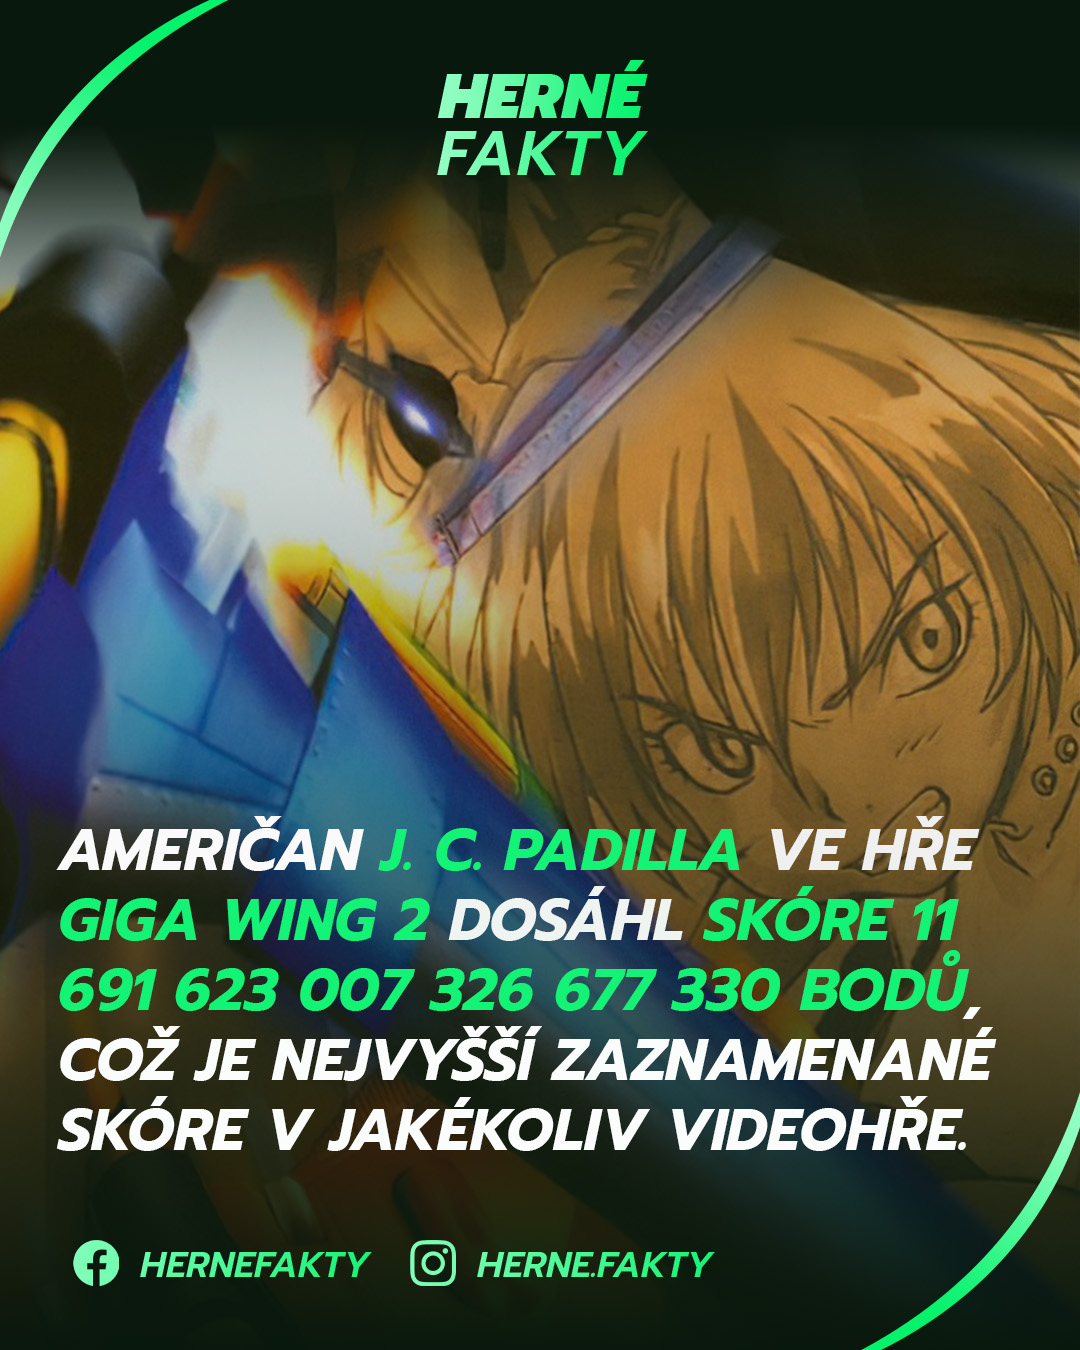 HERNÉ
FAKTY
AMERIČAN J. C. PADILLA VE HŘE
GIGA WING 2 DOSÁHL SKÓRE 11
691 623 007 326 677 330 BODŮ,
COŽ JE NEJVYŠŠÍ ZAZNAMENANÉ
SKÓRE V JAKÉKOLIV VIDEOHŘE.
HERNEFAKTY HERNE.FAKTY